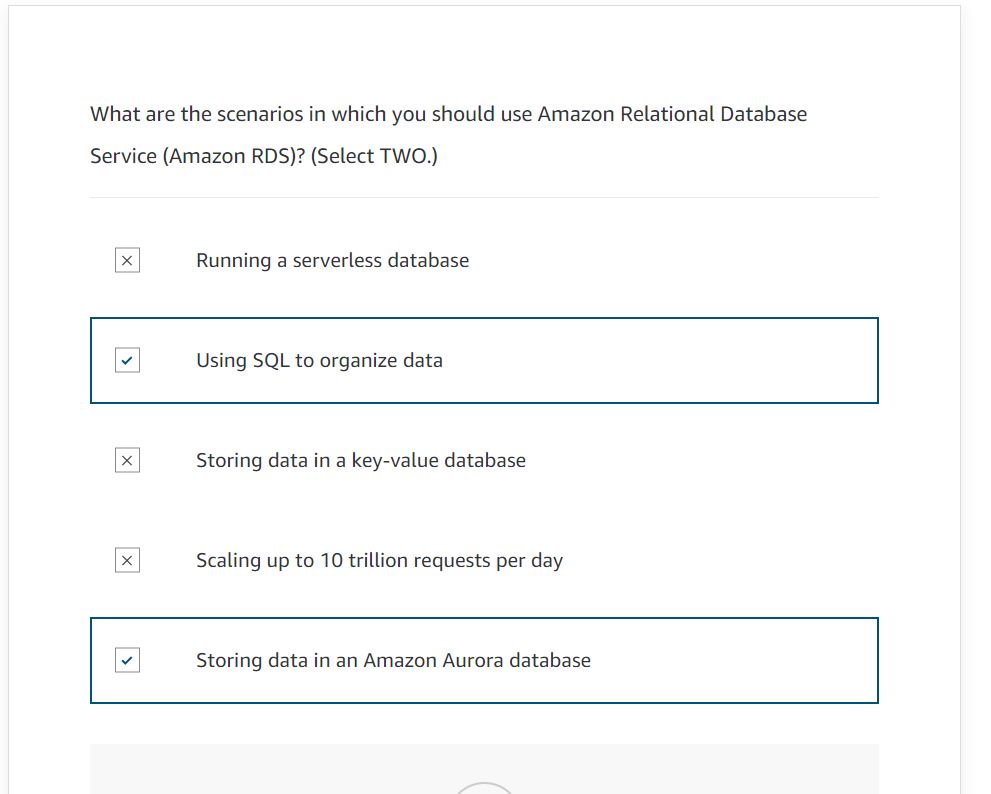 What are the scenarios in which you should use Amazon Relational Database
Service (Amazon RDS)? (Select TWO.)
Running a serverless database
Using SQL to organize data
Storing data in a key-value database
Scaling up to 10 trillion requests per day
Storing data in an Amazon Aurora database